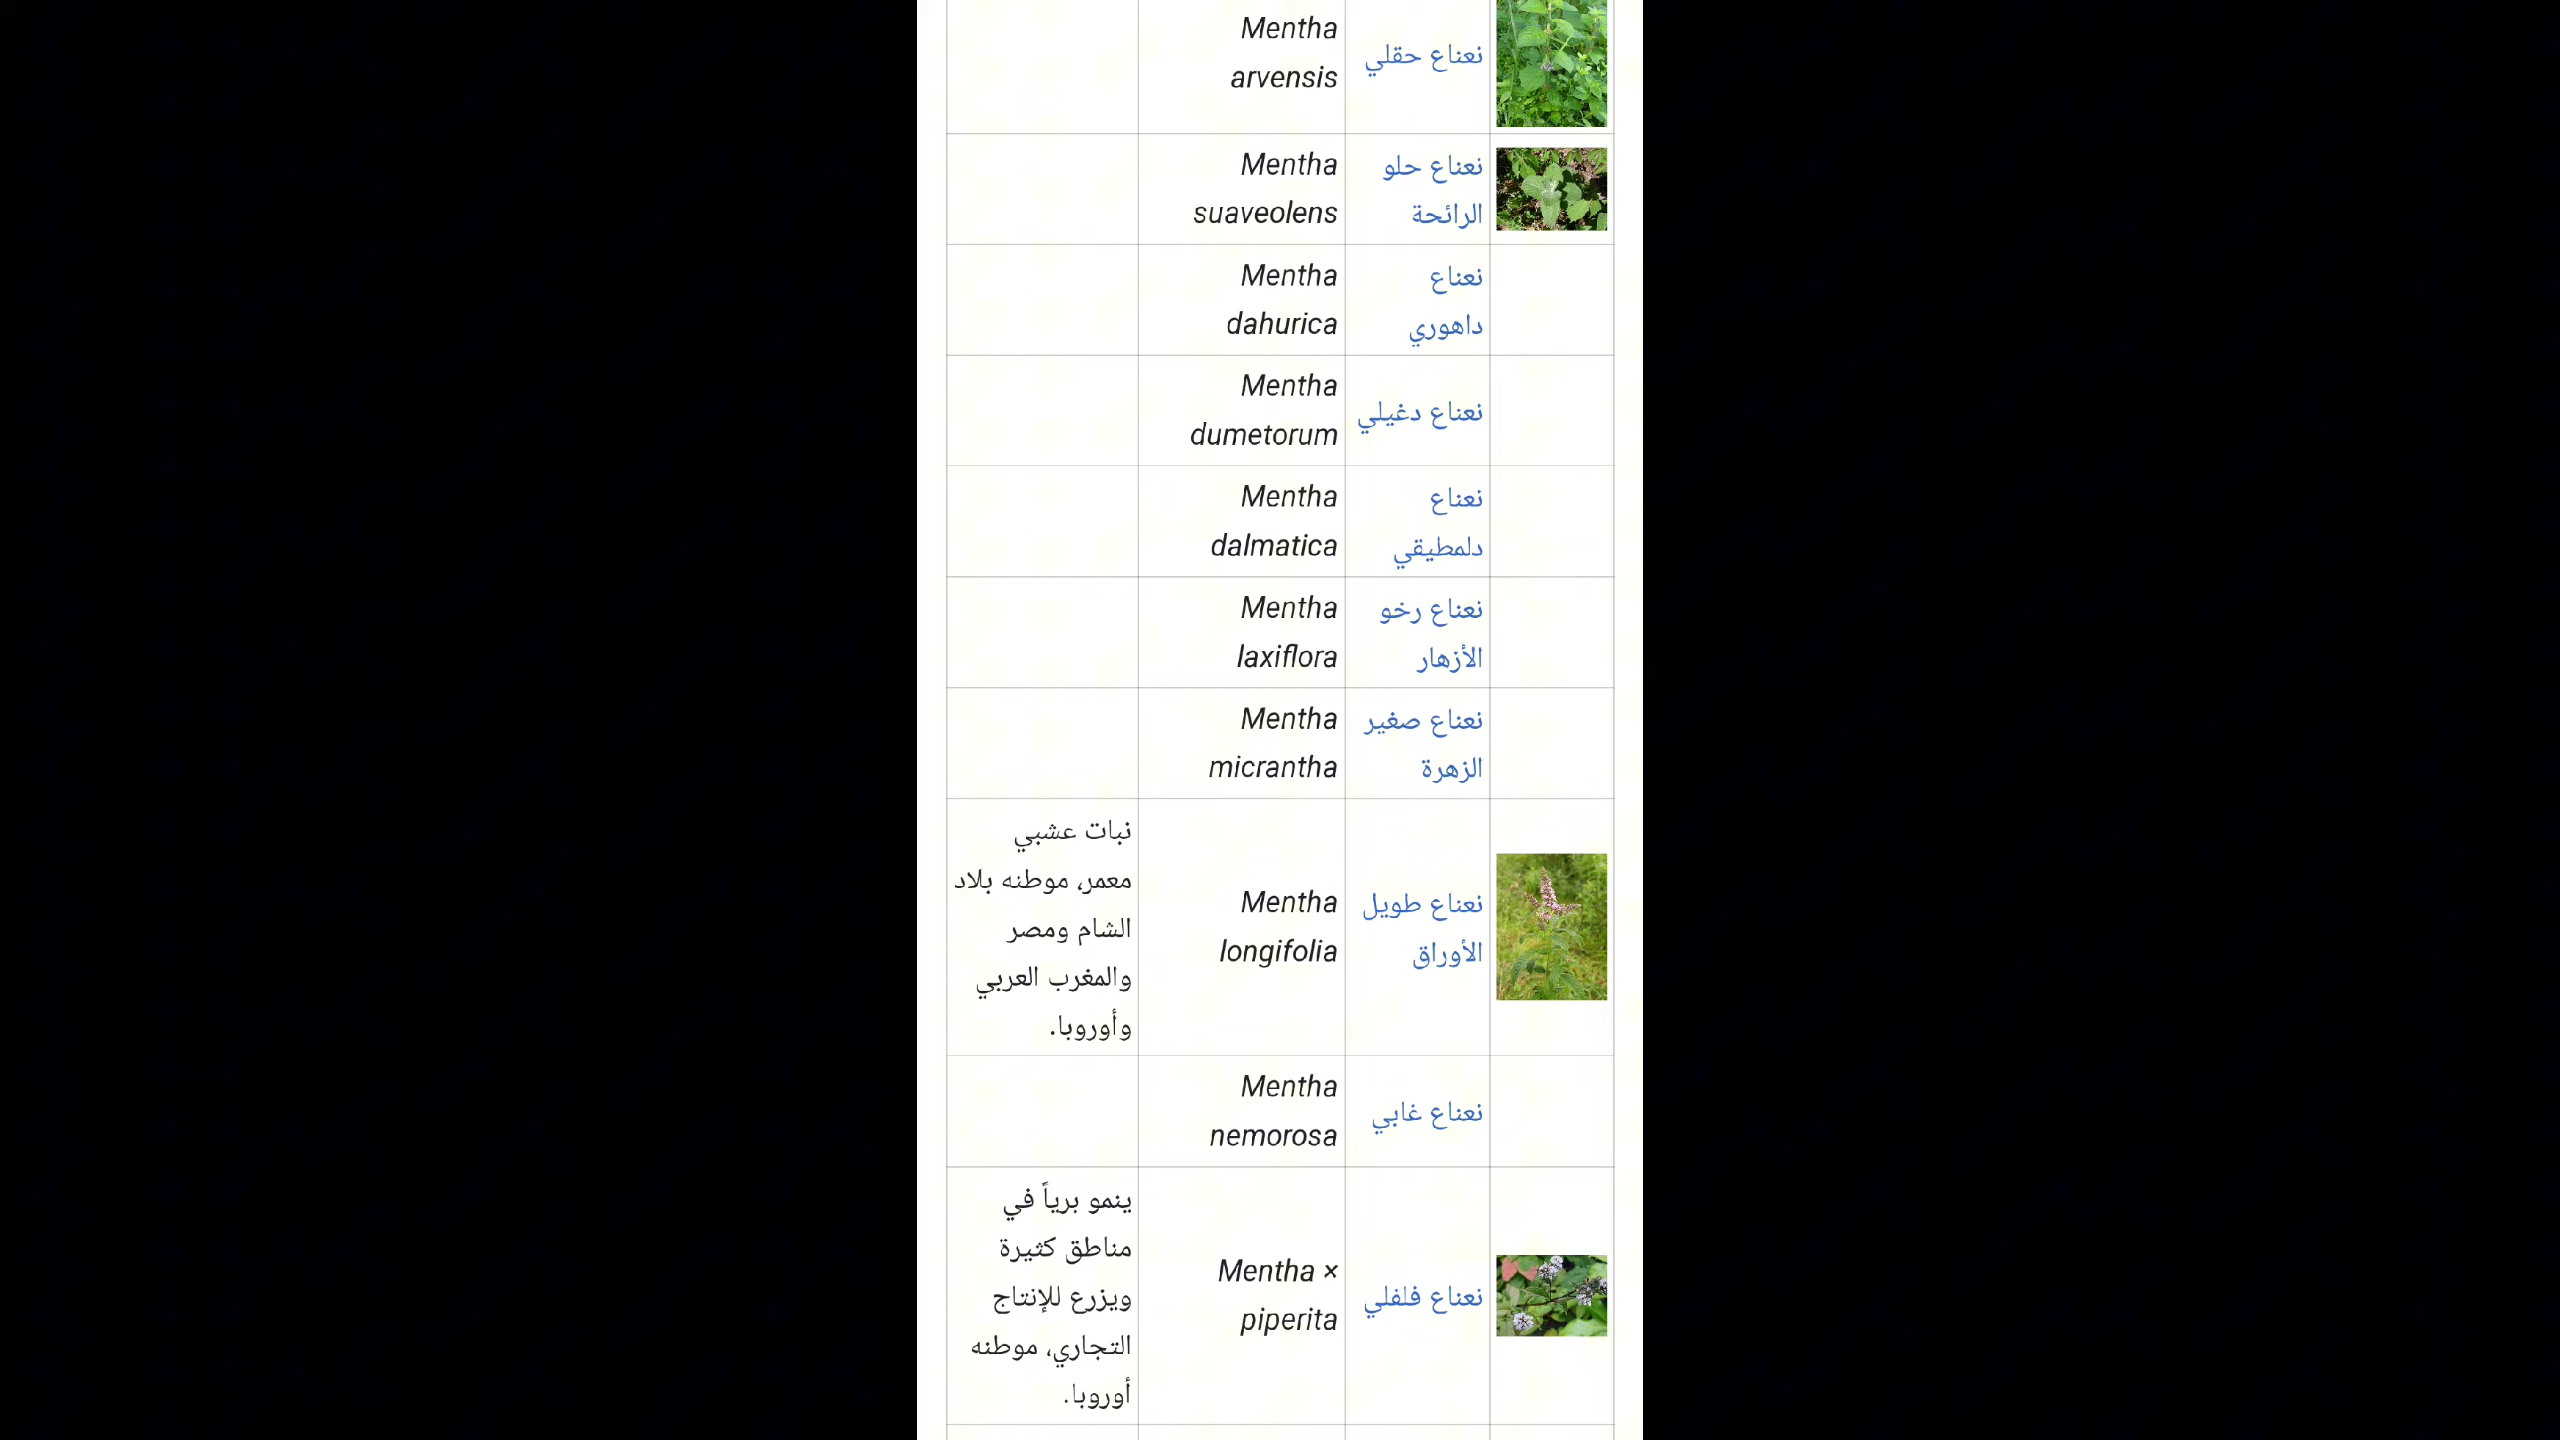 نعناع حقلي
Mentha
arvensis
نعناع حلو
الرائحة
Mentha
suaveolens
نعناع
داهوري
Mentha
dahurica
نعناع دغيلي
Mentha
dumetorum
نعناع
دلمطيقي
Mentha
dalmatica
نعناع رخو
الأزهار
Mentha
laxiflora
نعناع صغير
الزهرة
Mentha
micrantha
نعناع طويل
الأوراق
Mentha
longifolia
نبات عشبي
معمر، موطنه بلاد
الشام ومصر
والمغرب العربي
وأوروبا.
نعناع غابي
Mentha
nemorosa
نعناع فلفلي
Mentha ×
piperita
ينمو برياً في
مناطق كثيرة
ويزرع للإنتاج
التجاري، موطنه
أوروبا.